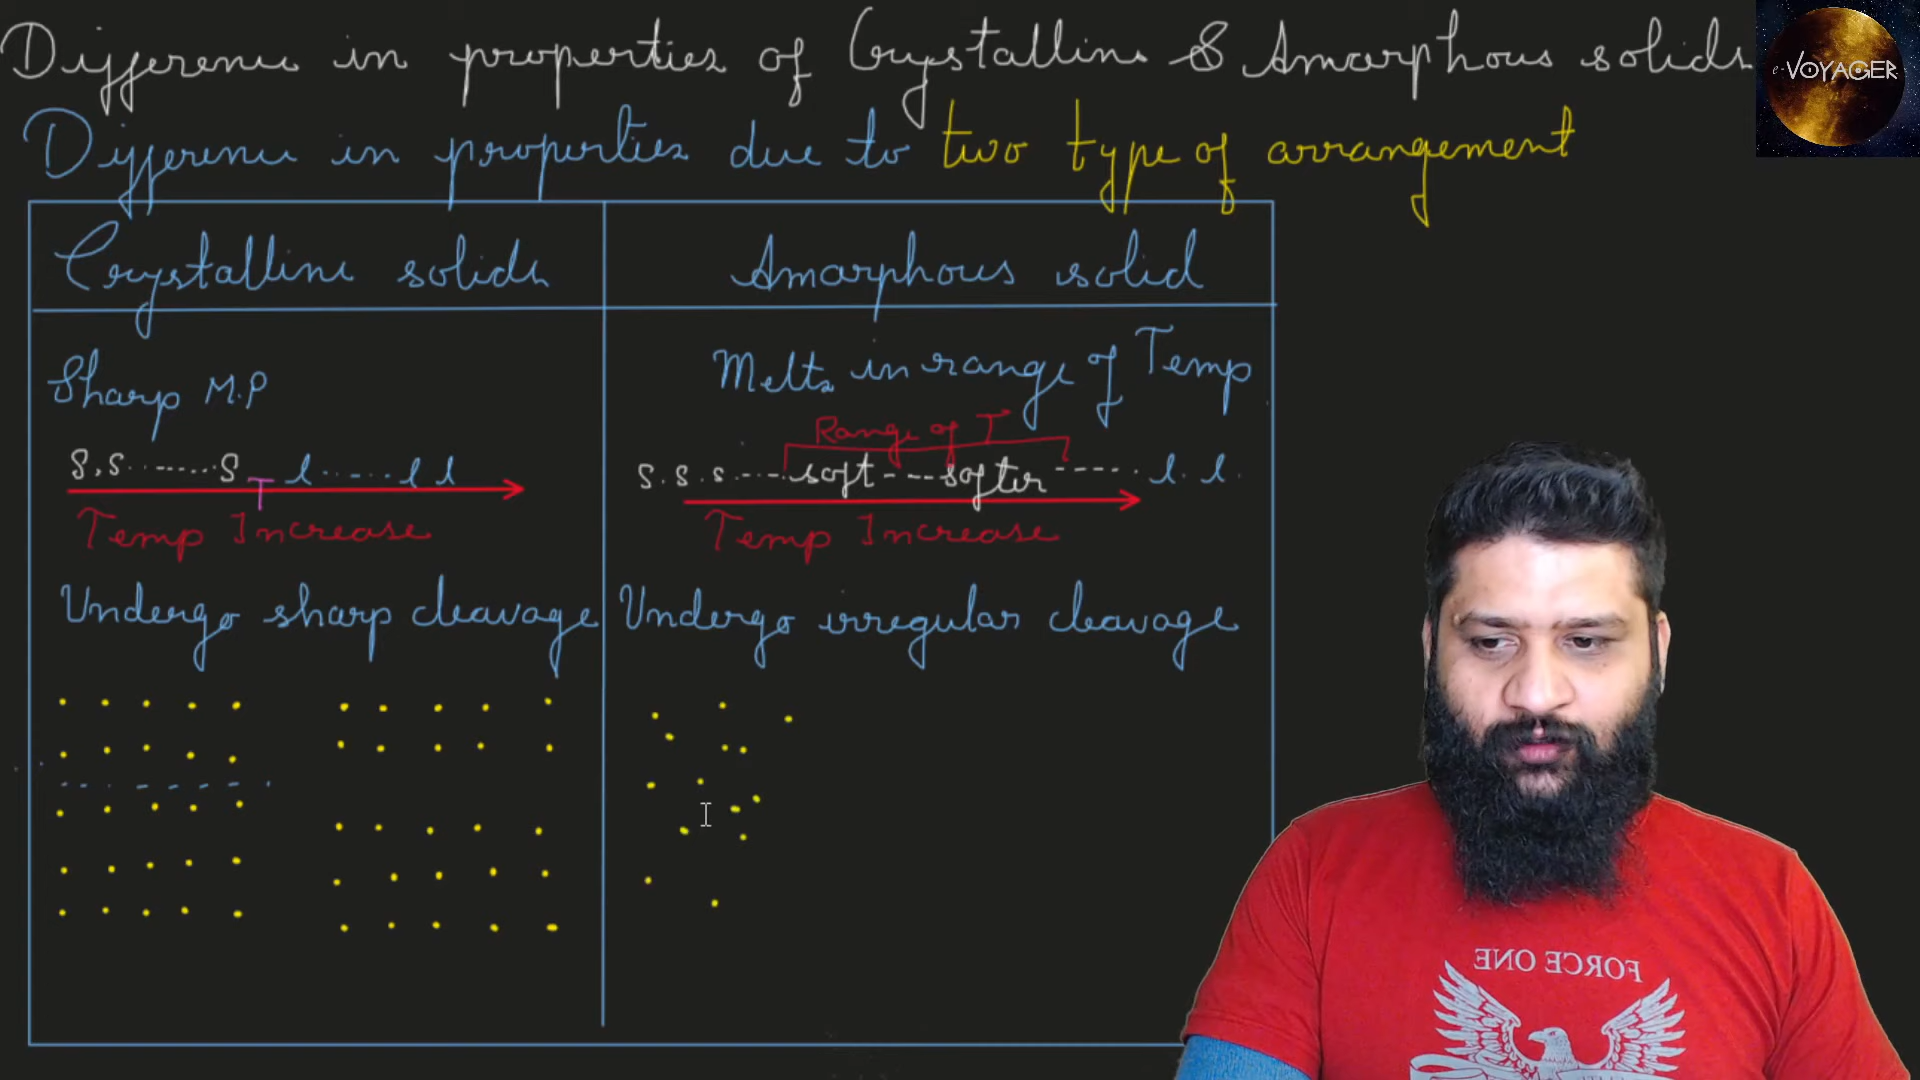 Difference in properties of Crystalline & Amorphous solids
e-VOYAGER
Difference in properties due to two type of arrangement
Crystalline solids
Amorphous solid
Sharp M.P
S,S.......S T l......l l
Temp Increase
Melts in range of Temp
Range of T
S.S.S....soft----softer-----.l.l.
Temp Increase
Undergo sharp cleavage
Undergo irregular cleavage
FORCE ONE